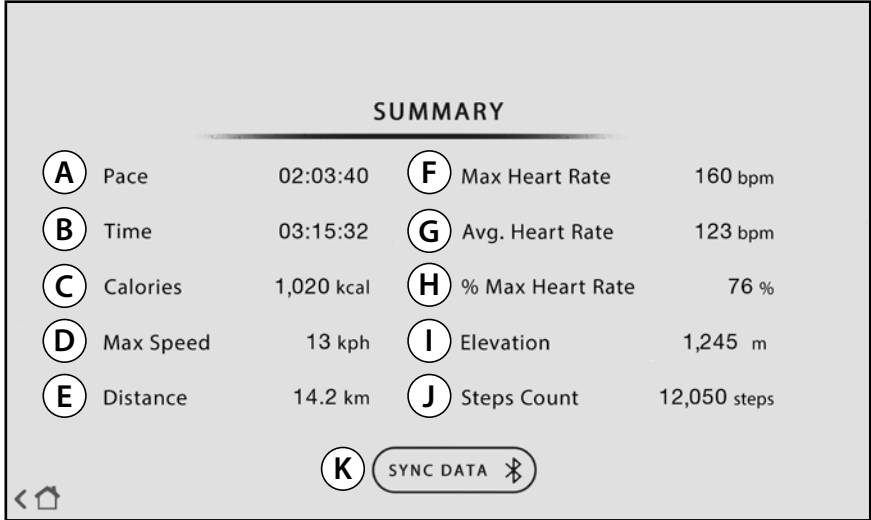 SUMMARY
A Pace 02:03:40 F Max Heart Rate 160 bpm
B Time 03:15:32 G Avg. Heart Rate 123 bpm
C Calories 1,020 kcal H % Max Heart Rate 76 %
D Max Speed 13 kph I Elevation 1,245 m
E Distance 14.2 km J Steps Count 12,050 steps
K SYNC DATA